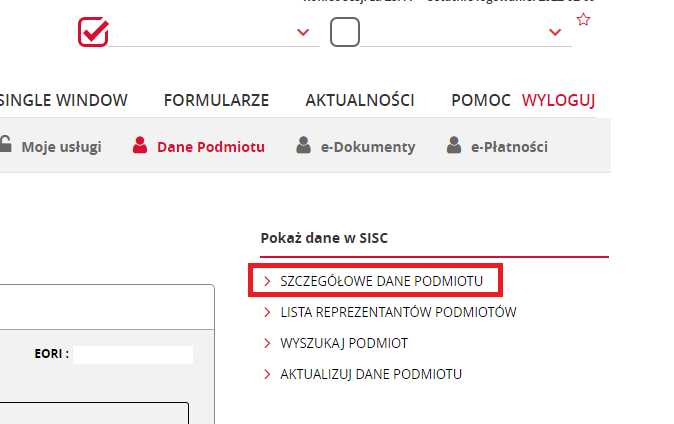 SINGLE WINDOW FORMULARZE AKTUALNOŚCI POMOC WYLOGUJ
Moje usługi Dane Podmiotu e-Dokumenty e-Płatności
Pokaż dane w SISC
SZCZEGÓŁOWE DANE PODMIOTU
LISTA REPREZENTANTÓW PODMIOTÓW
WYSZUKAJ PODMIOT
AKTUALIZUJ DANE PODMIOTU
EORI :